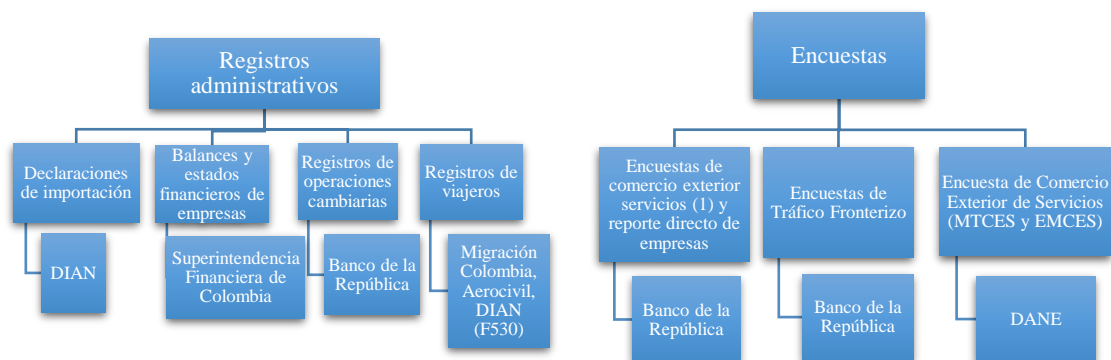 Registros
administrativos
Declaraciones
de importación
DIAN
Balances y
estados
financieros de
empresas
Superintendencia
Financiera de
Colombia
Registros de
operaciones
cambiarias
Banco de la
República
Registros de
viajeros
Migración
Colombia,
Aerocivil,
DIAN
(F530)
Encuestas
Encuestas de
comercio exterior
servicios (1) y
reporte directo de
empresas
Banco de la
República
Encuestas de
Tráfico Fronterizo
Banco de la
República
Encuesta de Comercio
Exterior de Servicios
(MTCES y EMCES)
DANE